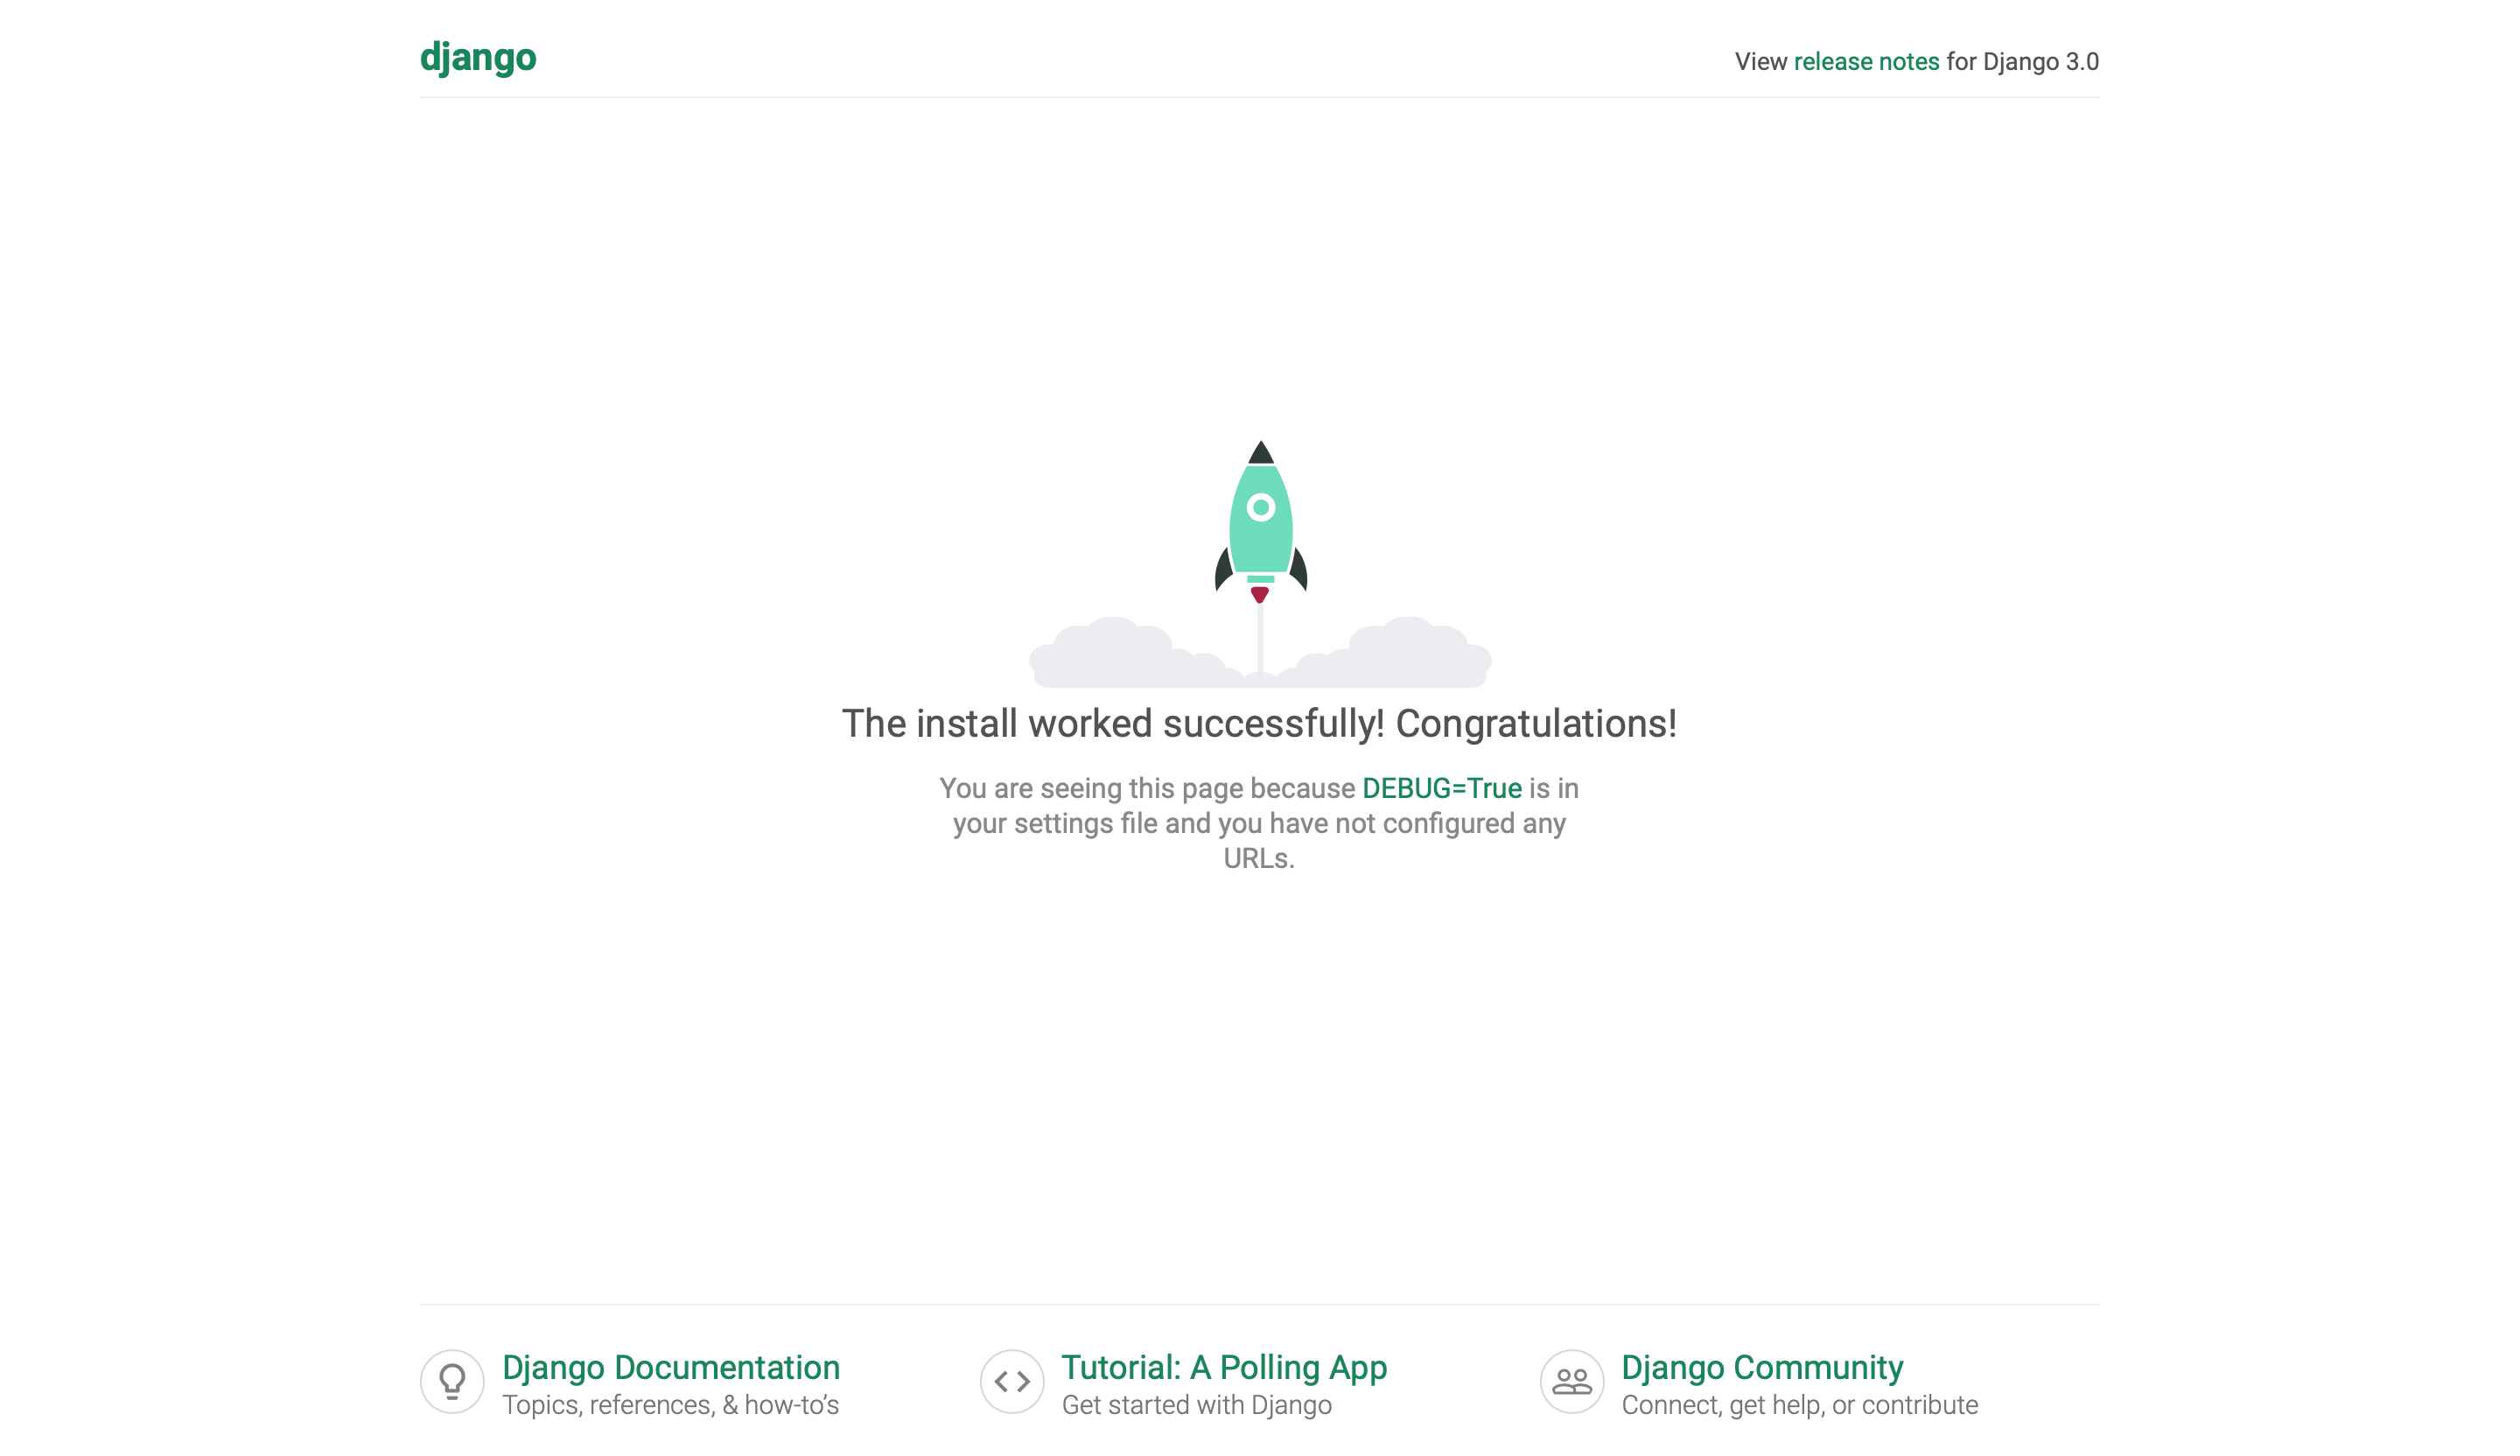 django
View release notes for Django 3.0
The install worked successfully! Congratulations!
You are seeing this page because DEBUG=True is in
your settings file and you have not configured any
URLs.
Django Documentation
Topics, references, & how-to’s
Tutorial: A Polling App
Get started with Django
Django Community
Connect, get help, or contribute